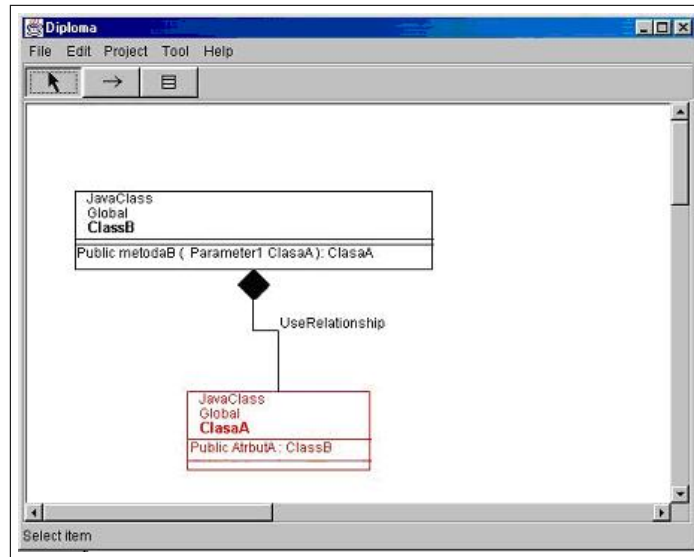 Diploma
File Edit Project Tool Help
JavaClass
Global
ClassB
Public metodaB ( Parameter1 ClasaA ): ClasaA
UseRelationship
JavaClass
Global
ClasaA
Public AtrbutA : ClassB
Select item